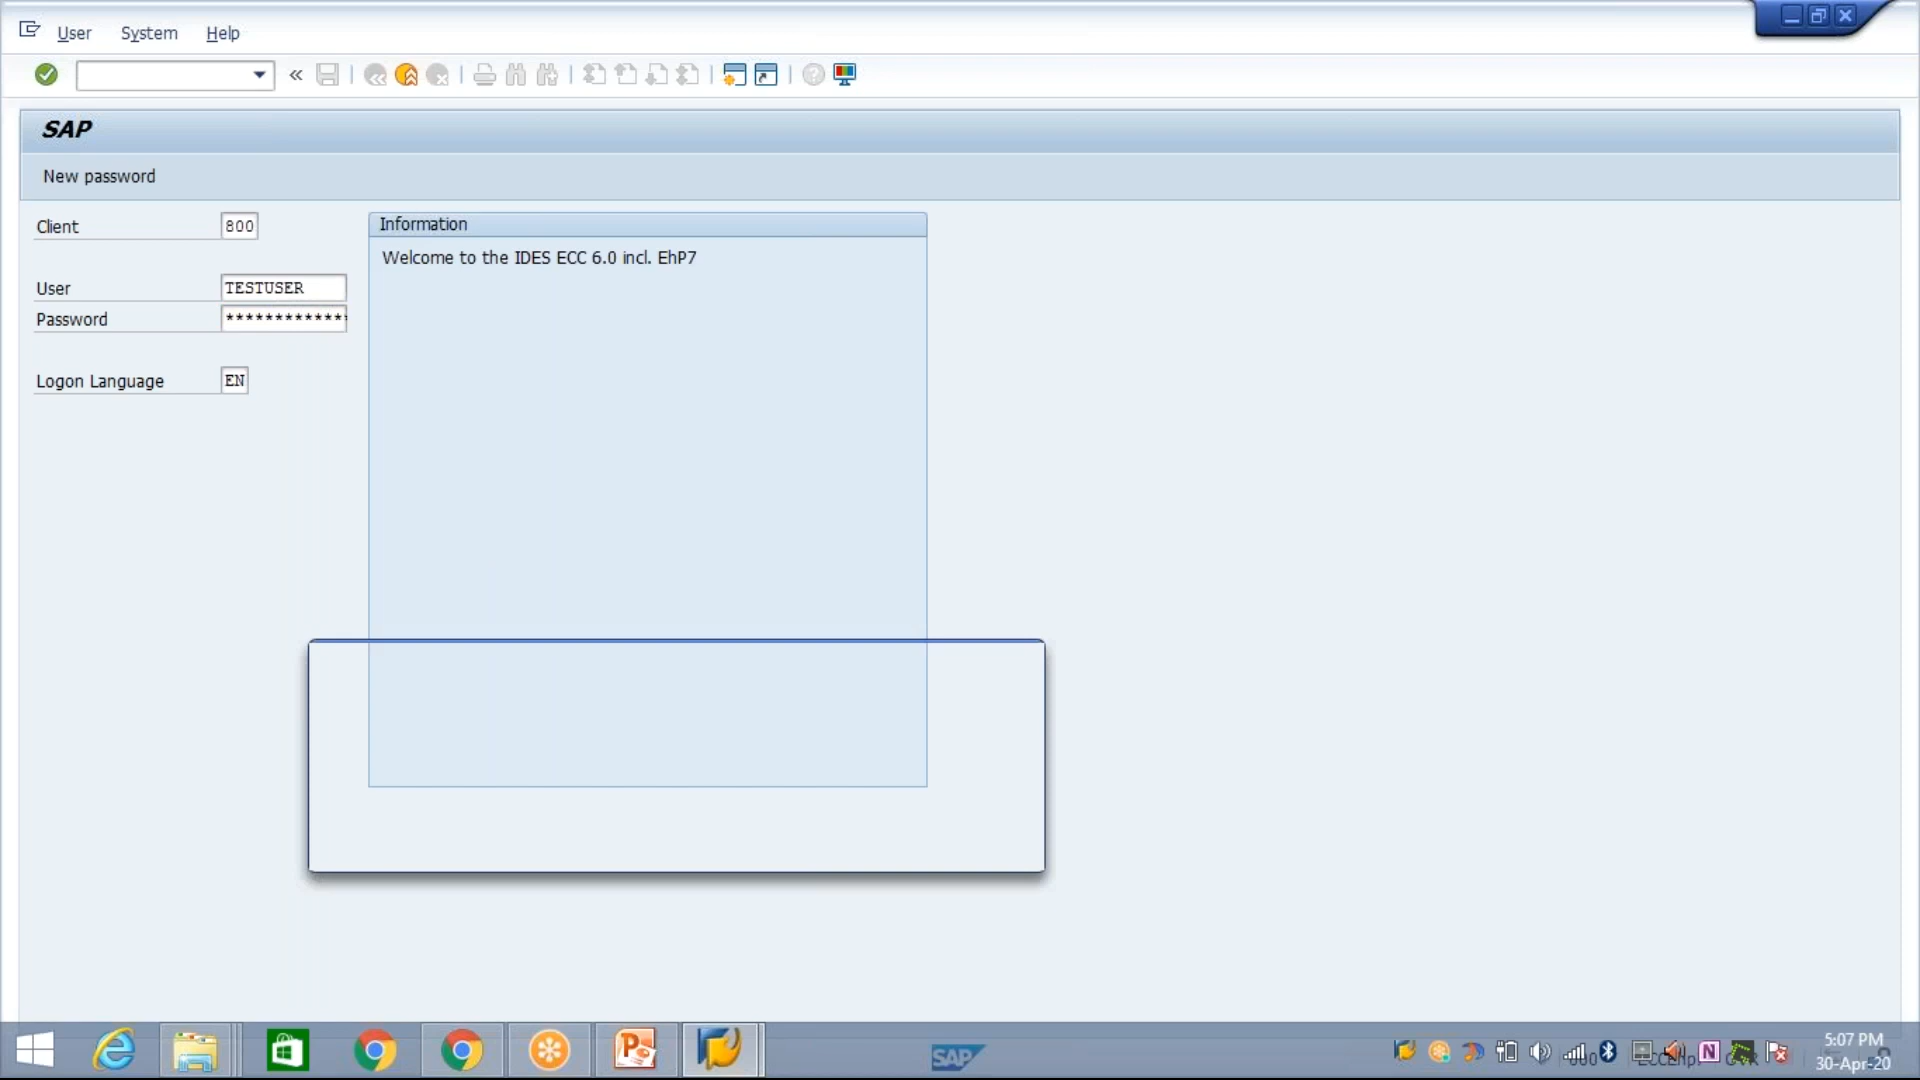 User System Help
SAP
New password
Client 800
Information
Welcome to the IDES ECC 6.0 incl. EhP7
User TESTUSER
Password *************
Logon Language EN
SAP
5:07 PM
30-Apr-20